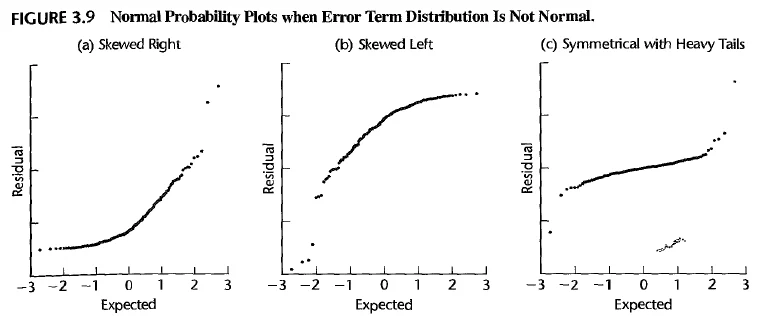 FIGURE 3.9 Normal Probability Plots when Error Term Distribution Is Not Normal.
(a) Skewed Right
(b) Skewed Left
(c) Symmetrical with Heavy Tails
Residual
Residual
Residual
−3 −2 −1 0 1 2 3
−3 −2 −1 0 1 2 3
−3 −2 −1 0 1 2 3
Expected
Expected
Expected